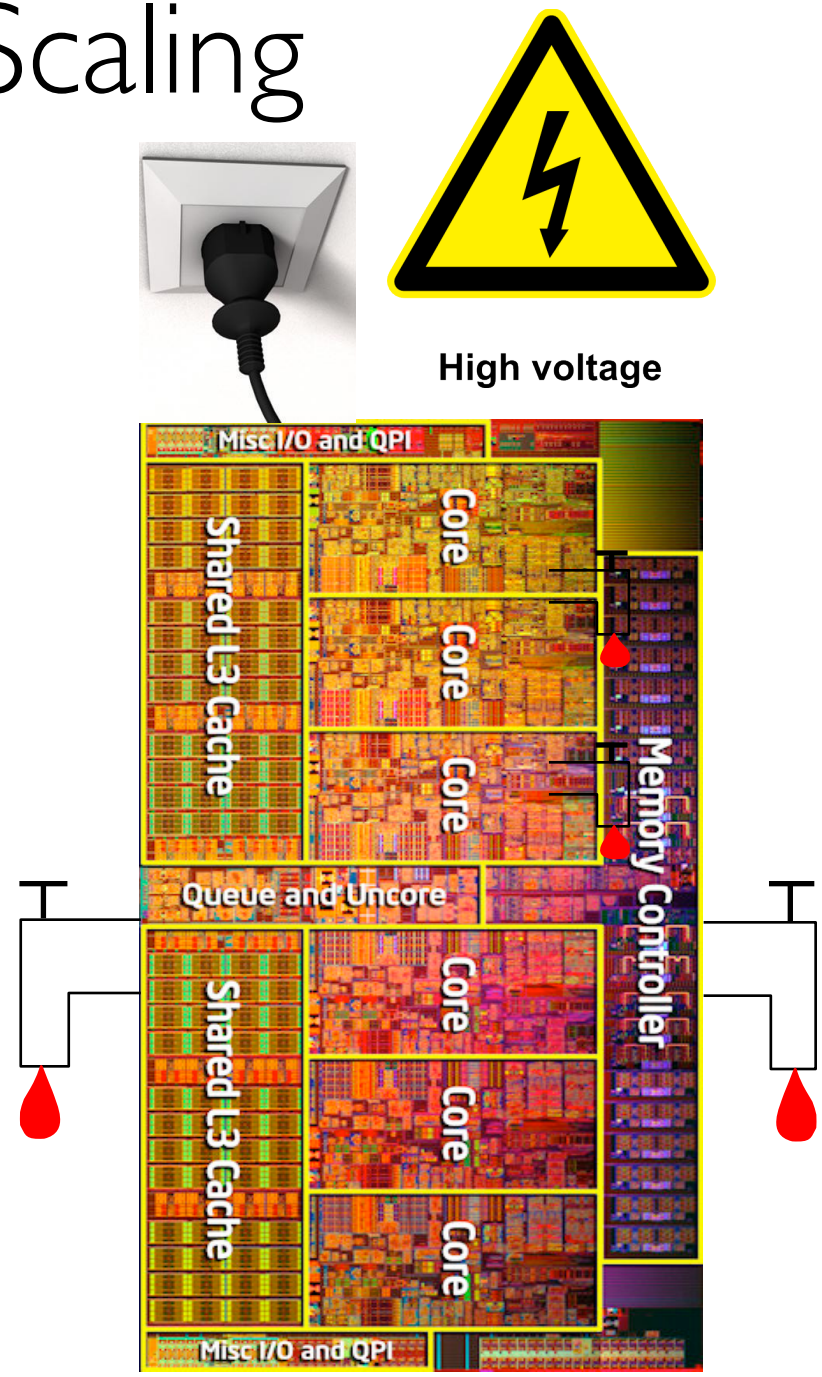 Scaling
High voltage
Misc I/O and QPI
Shared L3 Cache
Core
Core
Core
Memory Controller
Queue and Uncore
Shared L3 Cache
Core
Core
Core
Misc I/O and QPI